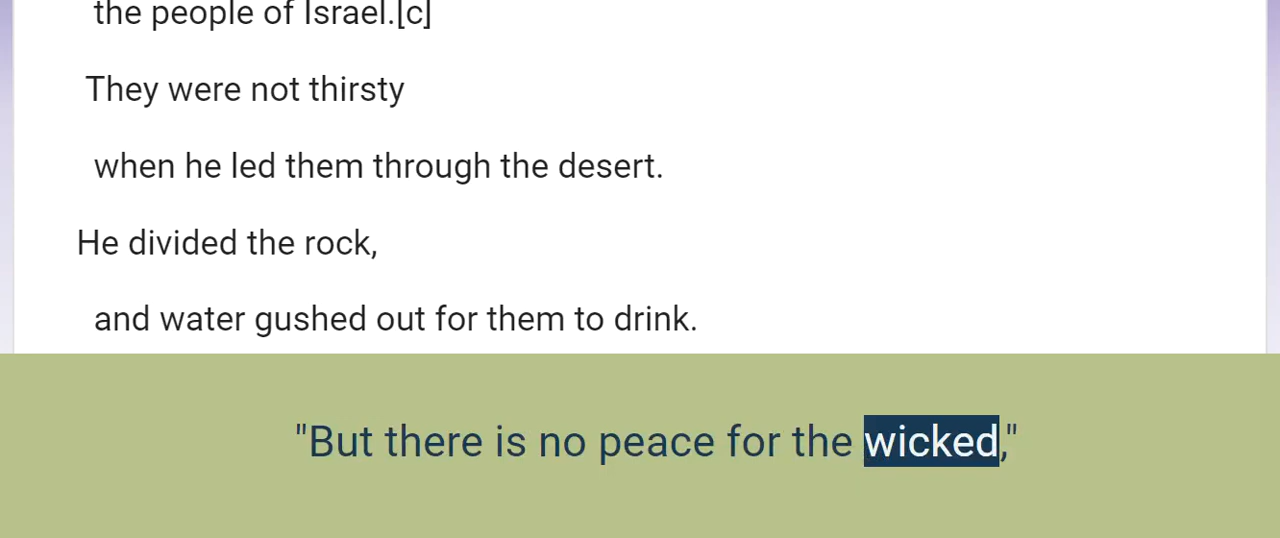 the people of Israel.[c]
They were not thirsty
when he led them through the desert.
He divided the rock,
and water gushed out for them to drink.
"But there is no peace for the wicked,"